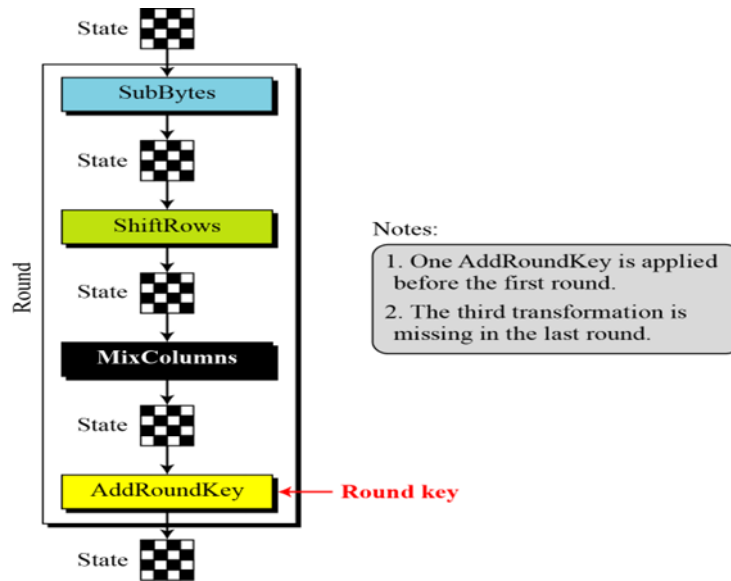 State
SubBytes
State
ShiftRows
State
MixColumns
State
AddRoundKey
Round key
State
Round
Notes:
1. One AddRoundKey is applied
before the first round.
2. The third transformation is
missing in the last round.